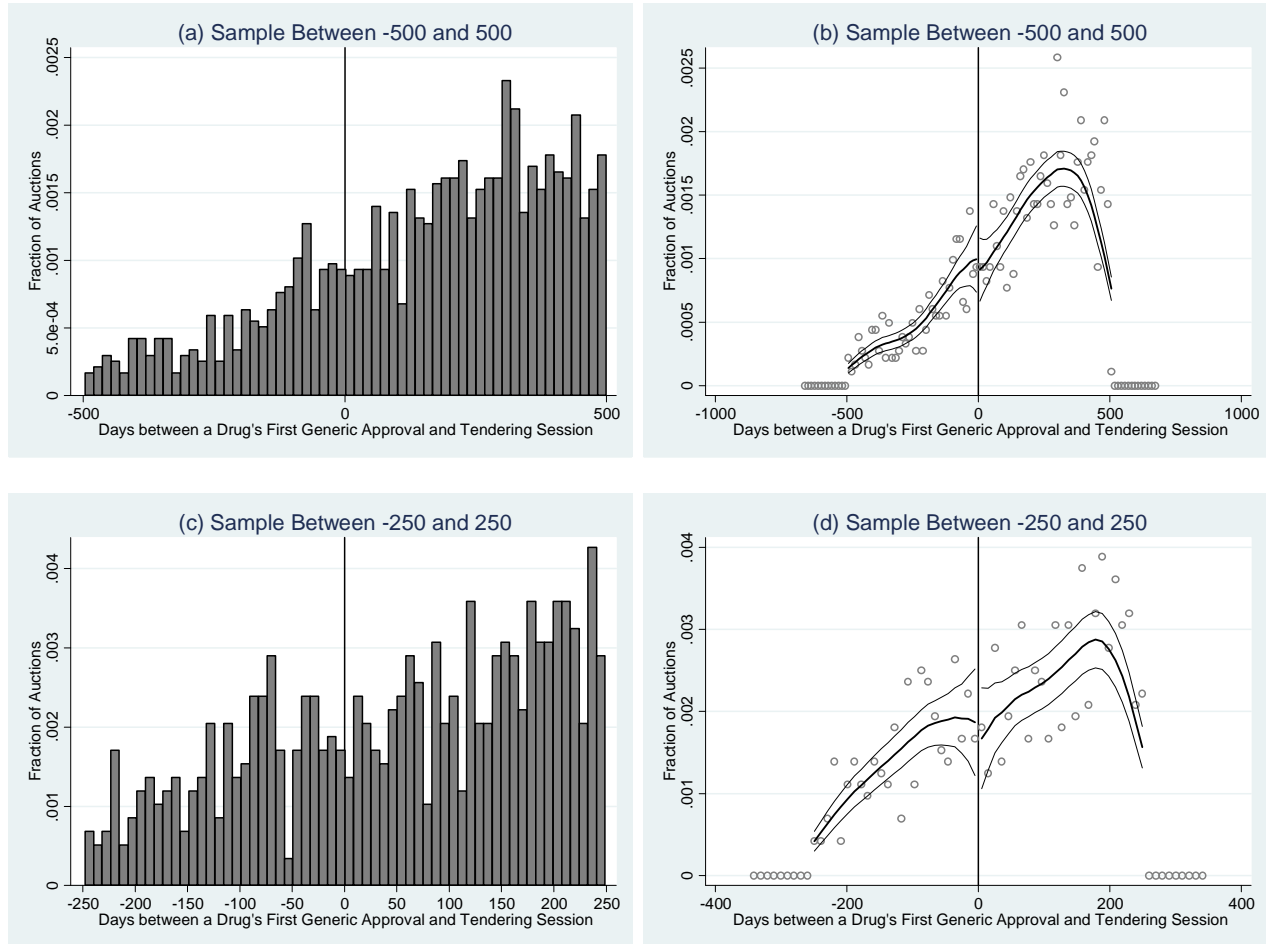 (a) Sample Between -500 and 500
Fraction of Auctions
0 5.0e-04 .001 .0015 .002 .0025
-500 0 500
Days between a Drug's First Generic Approval and Tendering Session
(b) Sample Between -500 and 500
Fraction of Auctions
0 .0005 .001 .0015 .002 .0025
-1000 -500 0 500 1000
Days between a Drug's First Generic Approval and Tendering Session
(c) Sample Between -250 and 250
Fraction of Auctions
0 .001 .002 .003 .004
-250 -200 -150 -100 -50 0 50 100 150 200 250
Days between a Drug's First Generic Approval and Tendering Session
(d) Sample Between -250 and 250
Fraction of Auctions
0 .001 .002 .003 .004
-400 -200 0 200 400
Days between a Drug's First Generic Approval and Tendering Session